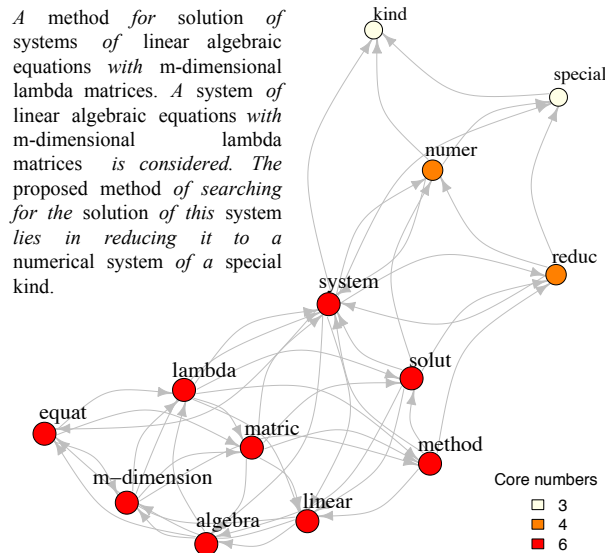 A method for solution of
systems of linear algebraic
equations with m-dimensional
lambda matrices. A system of
linear algebraic equations with
m-dimensional lambda
matrices is considered. The
proposed method of searching
for the solution of this system
lies in reducing it to a
numerical system of a special
kind.
kind
special
numer
reduc
system
solut
lambda
equat
matric
method
m-dimension
linear
algebra
Core numbers
3
4
6